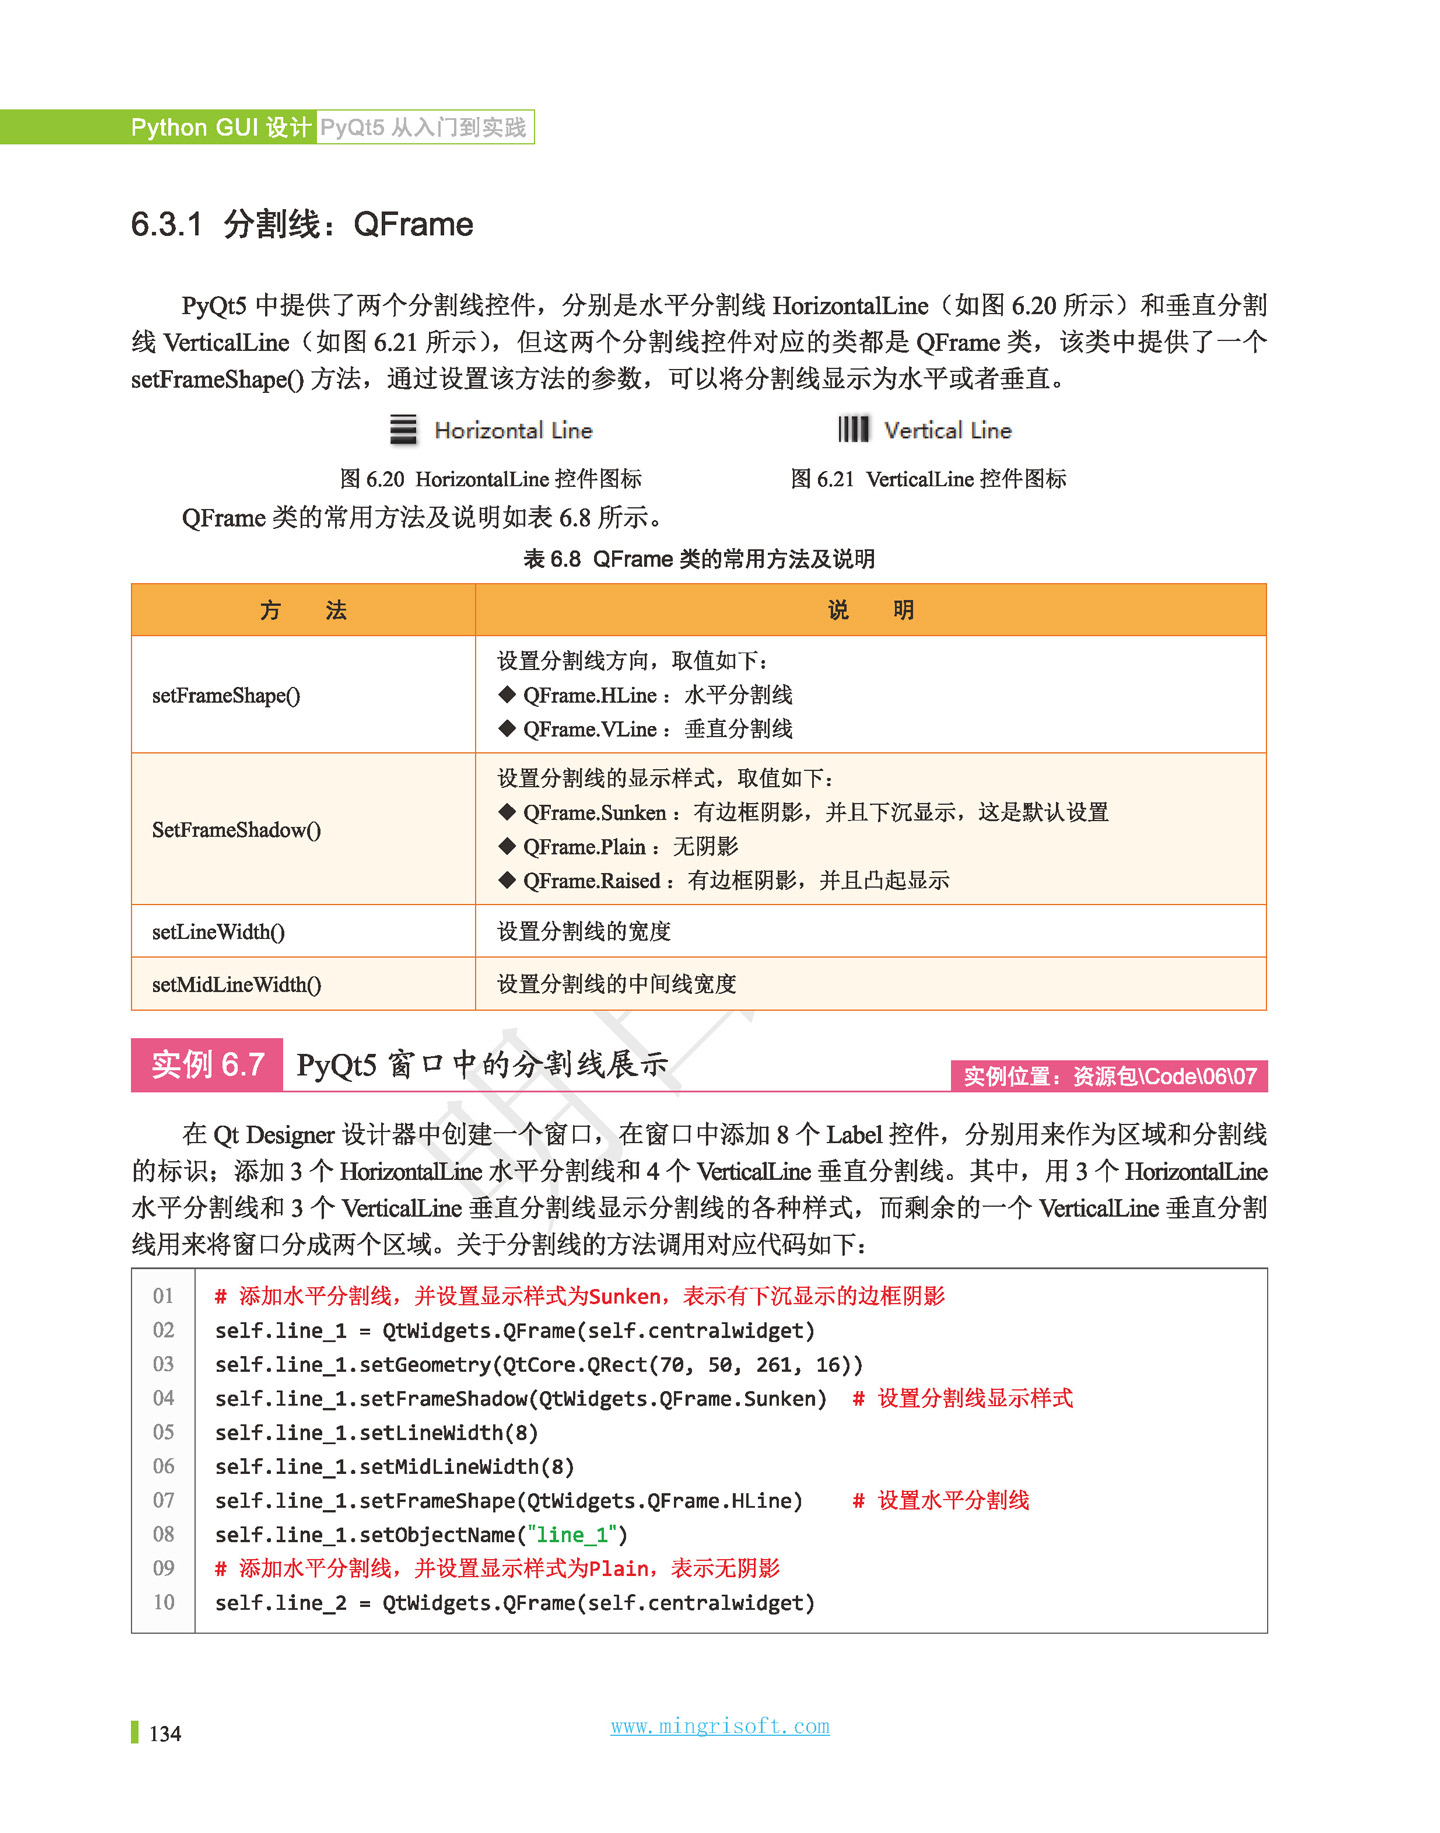 Python GUI 设计 PyQt5 从入门到实践
6.3.1 分割线：QFrame
PyQt5 中提供了两个分割线控件，分别是水平分割线 HorizontalLine（如图 6.20 所示）和垂直分割
线 VerticalLine（如图 6.21 所示），但这两个分割线控件对应的类都是 QFrame 类，该类中提供了一个
setFrameShape() 方法，通过设置该方法的参数，可以将分割线显示为水平或者垂直。
Horizontal Line
Vertical Line
图 6.20 HorizontalLine 控件图标
图 6.21 VerticalLine 控件图标
QFrame 类的常用方法及说明如表 6.8 所示。
表 6.8 QFrame 类的常用方法及说明
方 法
说 明
setFrameShape()
设置分割线方向，取值如下：
◆ QFrame.HLine：水平分割线
◆ QFrame.VLine：垂直分割线
SetFrameShadow()
设置分割线的显示样式，取值如下：
◆ QFrame.Sunken：有边框阴影，并且下沉显示，这是默认设置
◆ QFrame.Plain：无阴影
◆ QFrame.Raised：有边框阴影，并且凸起显示
setLineWidth()
设置分割线的宽度
setMidLineWidth()
设置分割线的中间线宽度
明日
实例 6.7 PyQt5 窗口中的分割线展示
实例位置：资源包\Code\06\07
在 Qt Designer 设计器中创建一个窗口，在窗口中添加 8 个 Label 控件，分别用来作为区域和分割线
的标识；添加 3 个 HorizontalLine 水平分割线和 4 个 VerticalLine 垂直分割线。其中，用 3 个 HorizontalLine
水平分割线和 3 个 VerticalLine 垂直分割线显示分割线的各种样式，而剩余的一个 VerticalLine 垂直分割
线用来将窗口分成两个区域。关于分割线的方法调用对应代码如下：
01 # 添加水平分割线，并设置显示样式为Sunken，表示有下沉显示的边框阴影
02 self.line_1 = QtWidgets.QFrame(self.centralwidget)
03 self.line_1.setGeometry(QtCore.QRect(70, 50, 261, 16))
04 self.line_1.setFrameShadow(QtWidgets.QFrame.Sunken) # 设置分割线显示样式
05 self.line_1.setLineWidth(8)
06 self.line_1.setMidLineWidth(8)
07 self.line_1.setFrameShape(QtWidgets.QFrame.HLine) # 设置水平分割线
08 self.line_1.setObjectName("line_1")
09 # 添加水平分割线，并设置显示样式为Plain，表示无阴影
10 self.line_2 = QtWidgets.QFrame(self.centralwidget)
134
www.mingrisoft.com